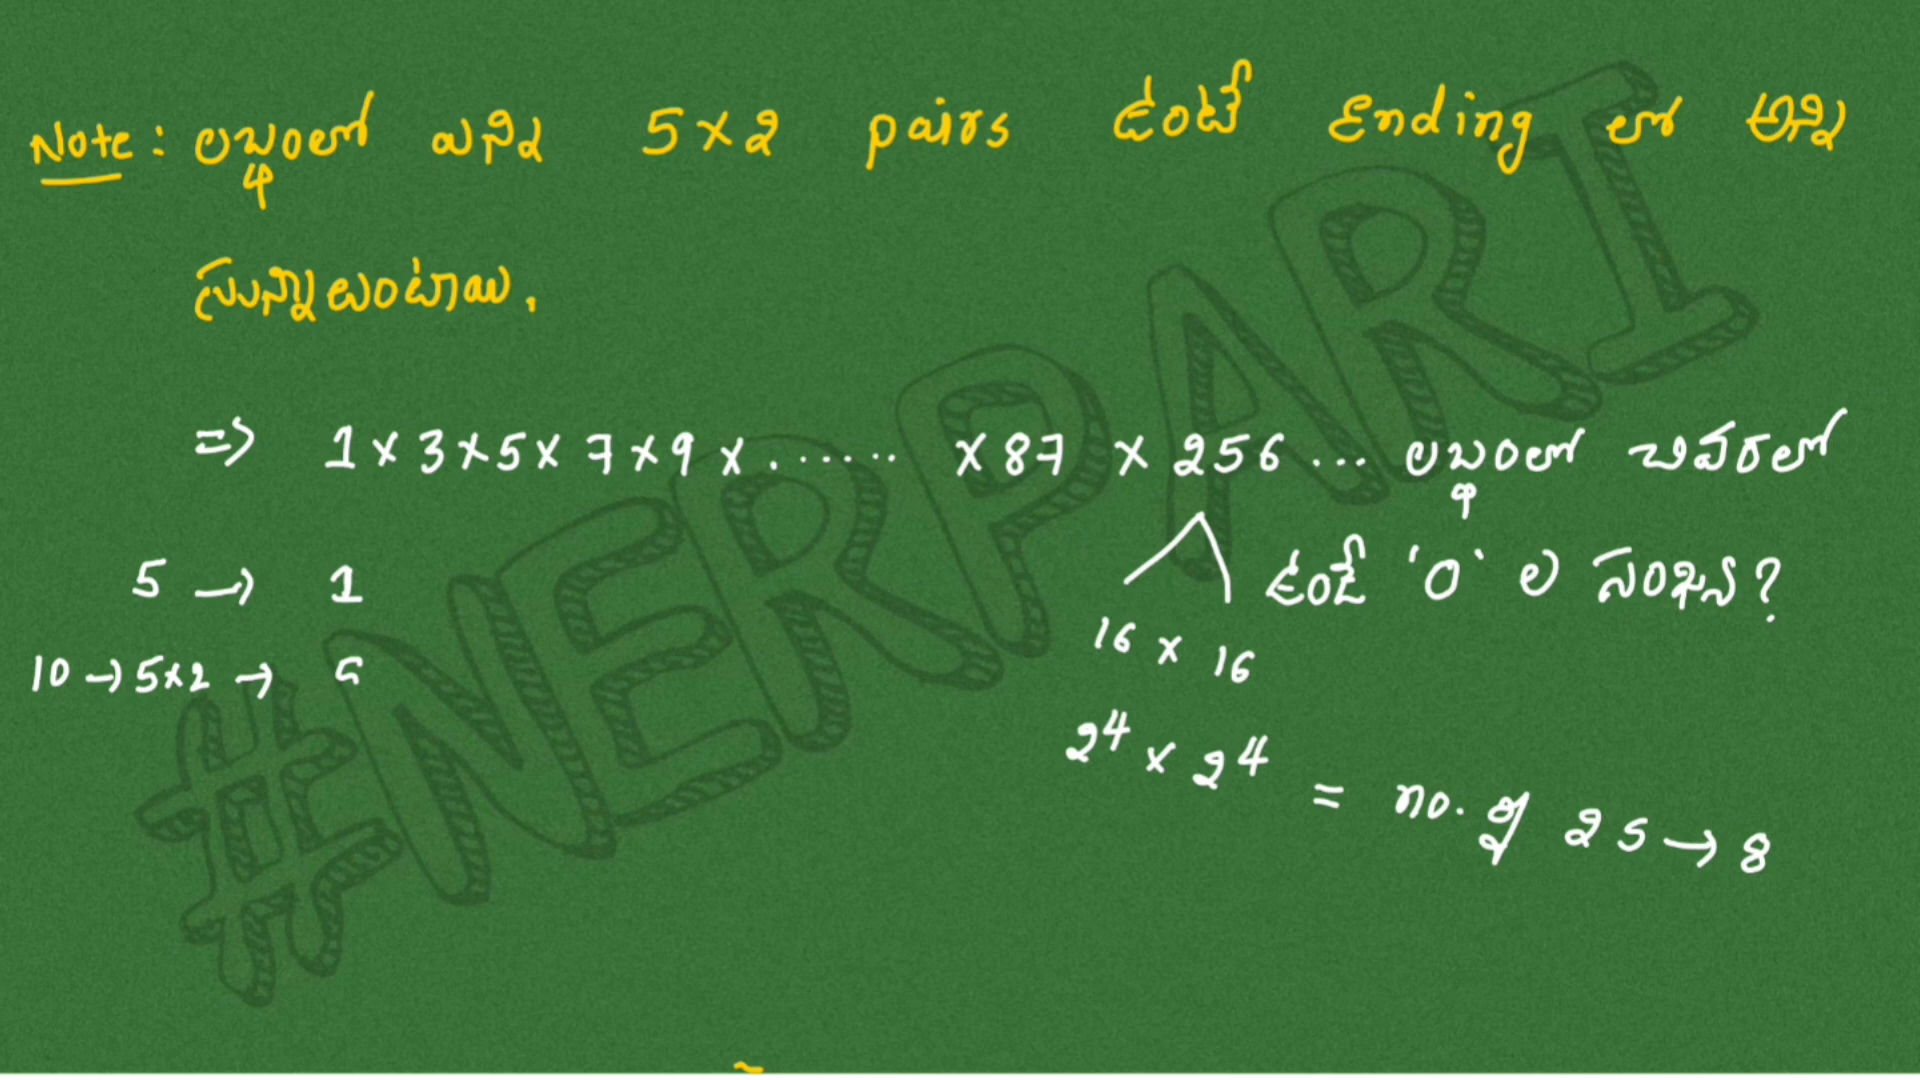 Note: లబ్ధంలో ఎన్ని 5×2 pairs ఉంటే Ending లో అన్ని
సున్నలుంటాయి.
=> 1 × 3 × 5 × 7 × 9 × ....... × 87 × 256 ... లబ్ధంలో చివరలో
ఉండే '0' ల సంఖ్య?
5 → 1
10 → 5×2 → 
16 × 16
2⁴ × 2⁴ = no. of 2s → 8
#NERPARI